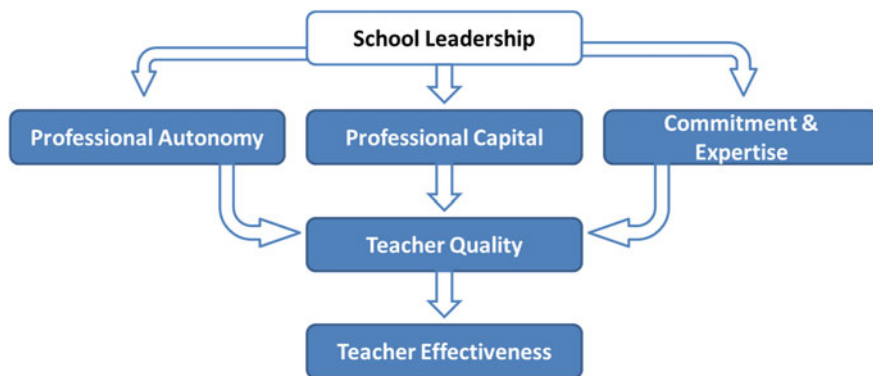 School Leadership
Professional Autonomy
Professional Capital
Commitment &
Expertise
Teacher Quality
Teacher Effectiveness